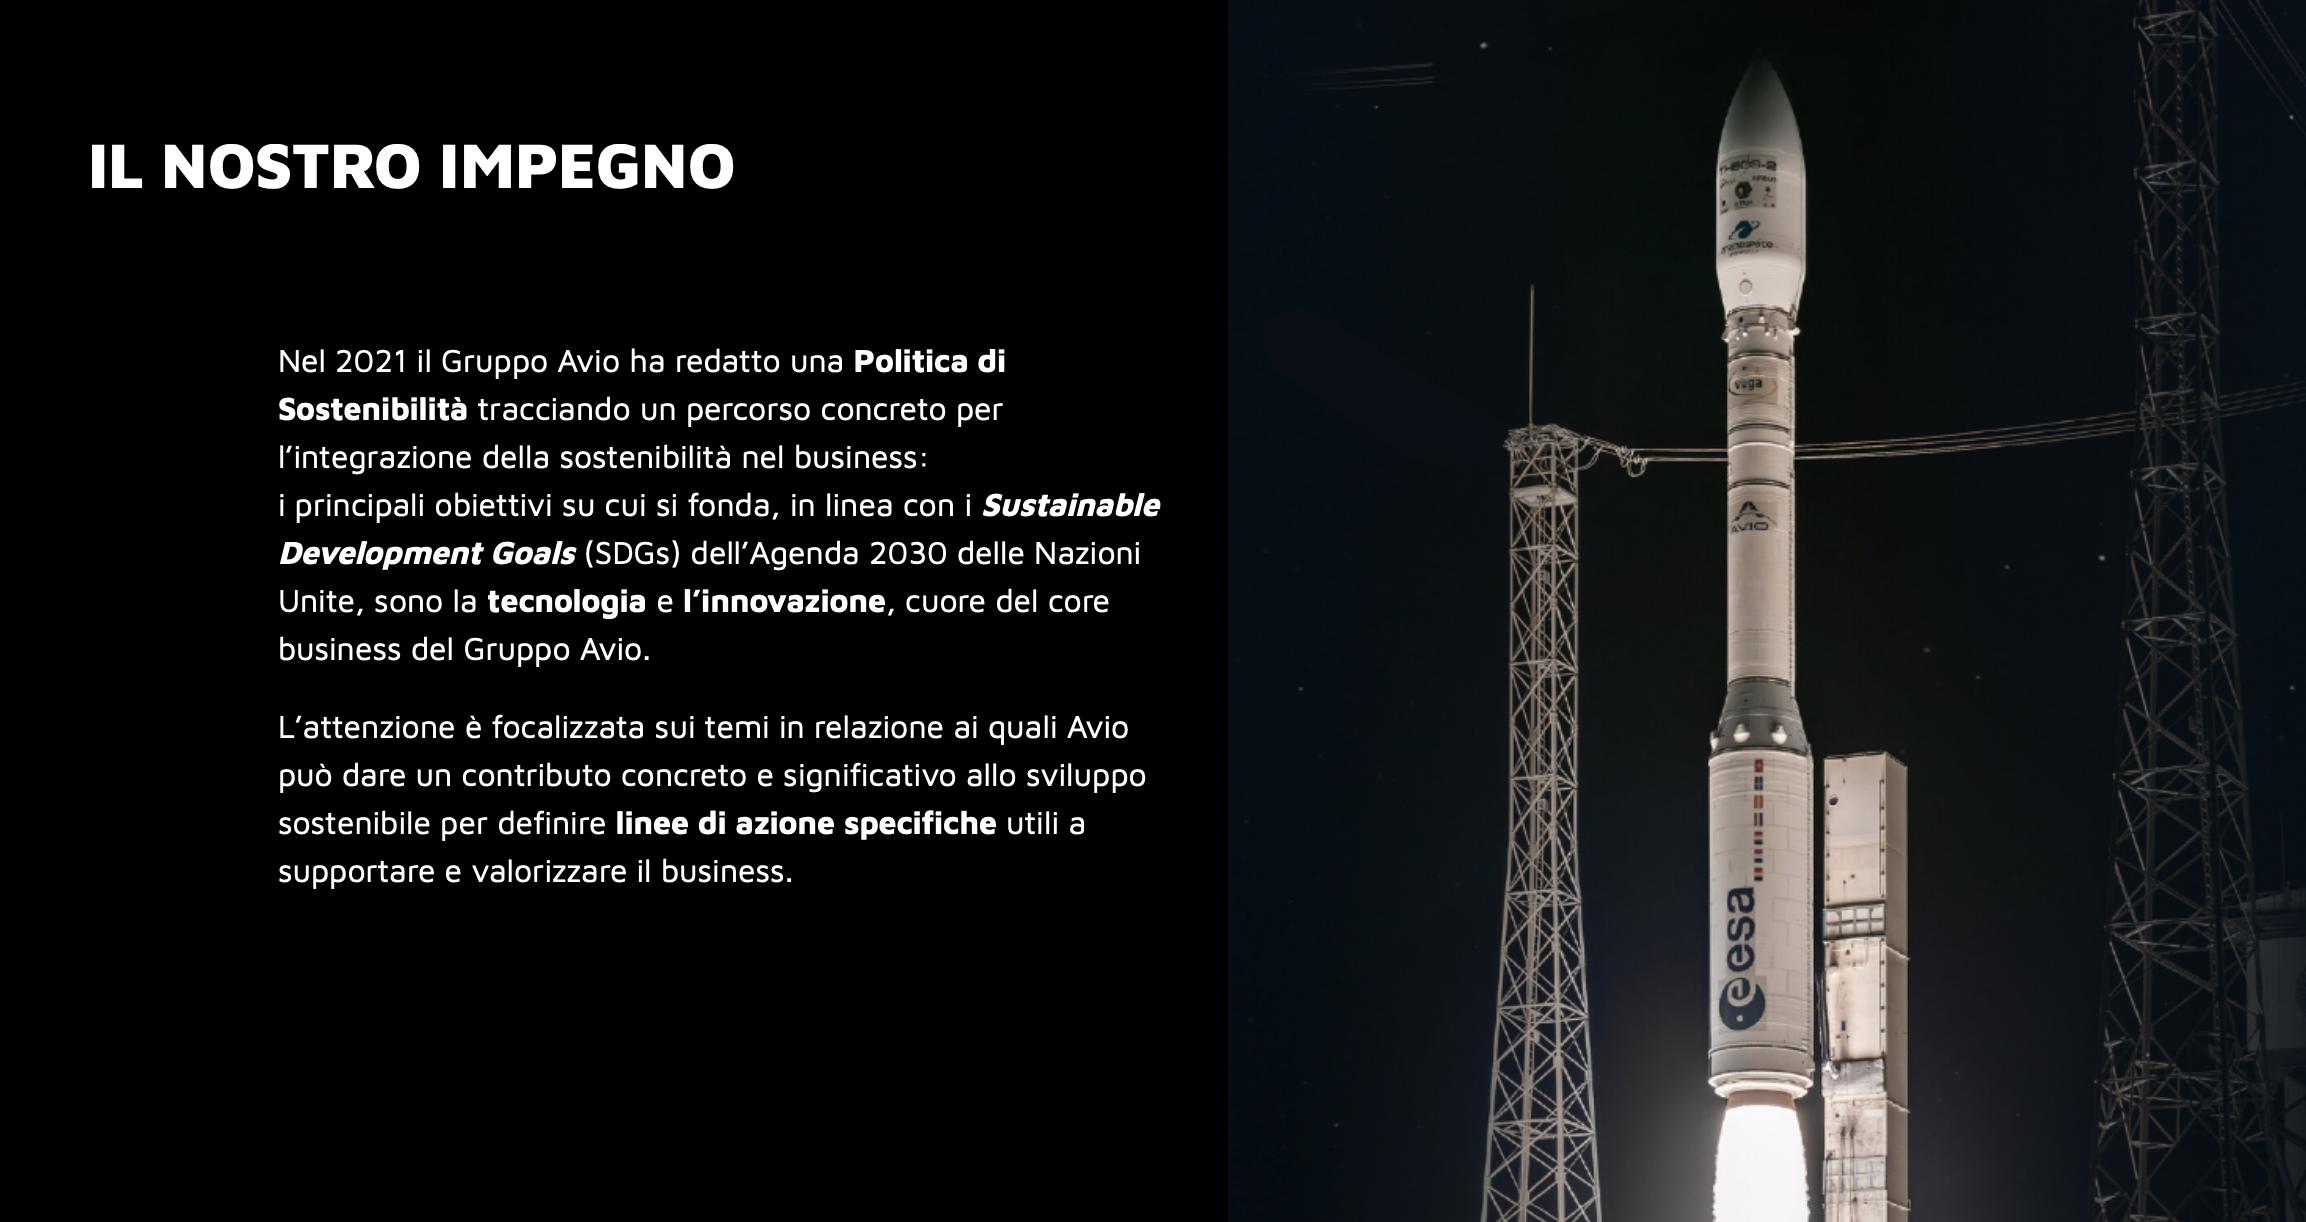 IL NOSTRO IMPEGNO
Nel 2021 il Gruppo Avio ha redatto una Politica di
Sostenibilità tracciando un percorso concreto per
l’integrazione della sostenibilità nel business:
i principali obiettivi su cui si fonda, in linea con i Sustainable
Development Goals (SDGs) dell’Agenda 2030 delle Nazioni
Unite, sono la tecnologia e l’innovazione, cuore del core
business del Gruppo Avio.
L’attenzione è focalizzata sui temi in relazione ai quali Avio
può dare un contributo concreto e significativo allo sviluppo
sostenibile per definire linee di azione specifiche utili a
supportare e valorizzare il business.
THEOS-2
AIRBUS
arianespace
vega
AVIO
esa